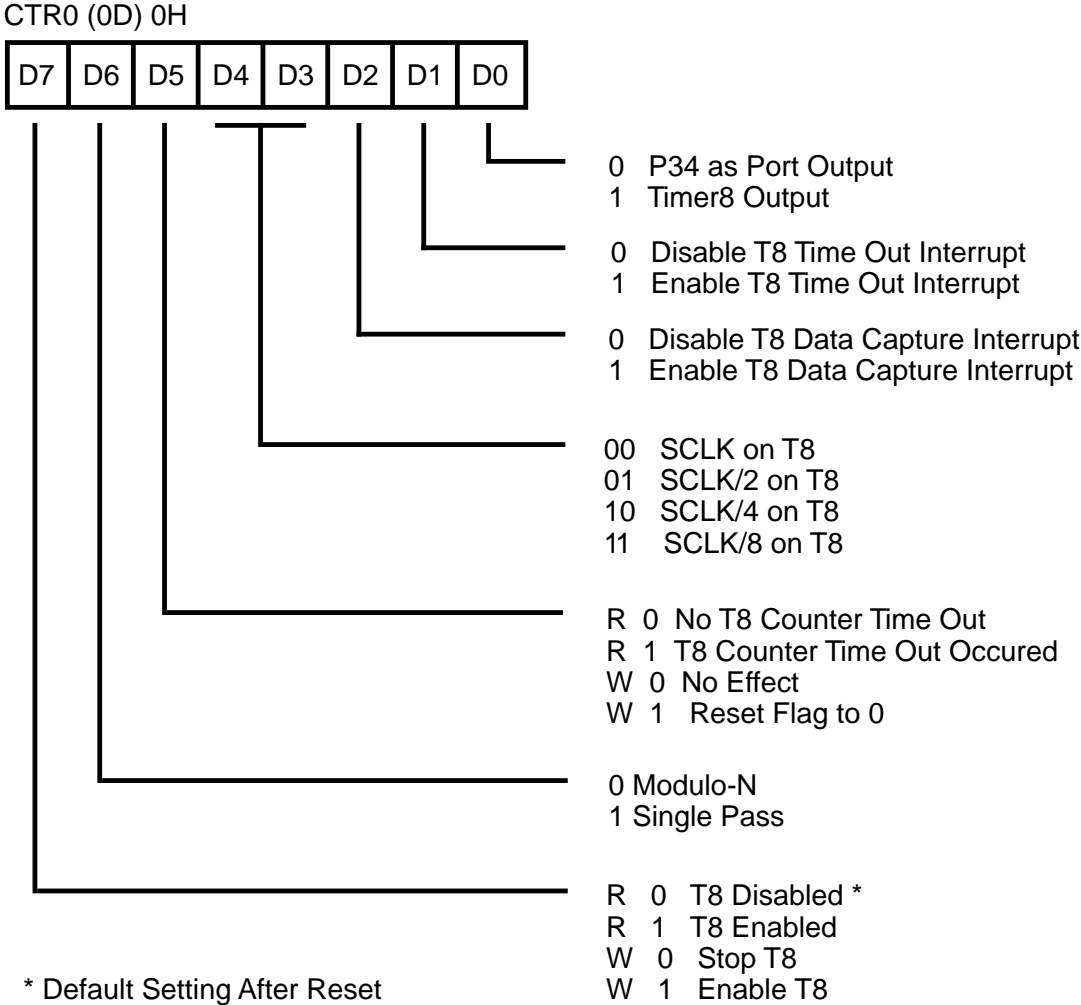 CTR0 (0D) 0H
D7 D6 D5 D4 D3 D2 D1 D0
0 P34 as Port Output
1 Timer8 Output
0 Disable T8 Time Out Interrupt
1 Enable T8 Time Out Interrupt
0 Disable T8 Data Capture Interrupt
1 Enable T8 Data Capture Interrupt
00 SCLK on T8
01 SCLK/2 on T8
10 SCLK/4 on T8
11 SCLK/8 on T8
R 0 No T8 Counter Time Out
R 1 T8 Counter Time Out Occured
W 0 No Effect
W 1 Reset Flag to 0
0 Modulo-N
1 Single Pass
R 0 T8 Disabled *
R 1 T8 Enabled
W 0 Stop T8
W 1 Enable T8
* Default Setting After Reset